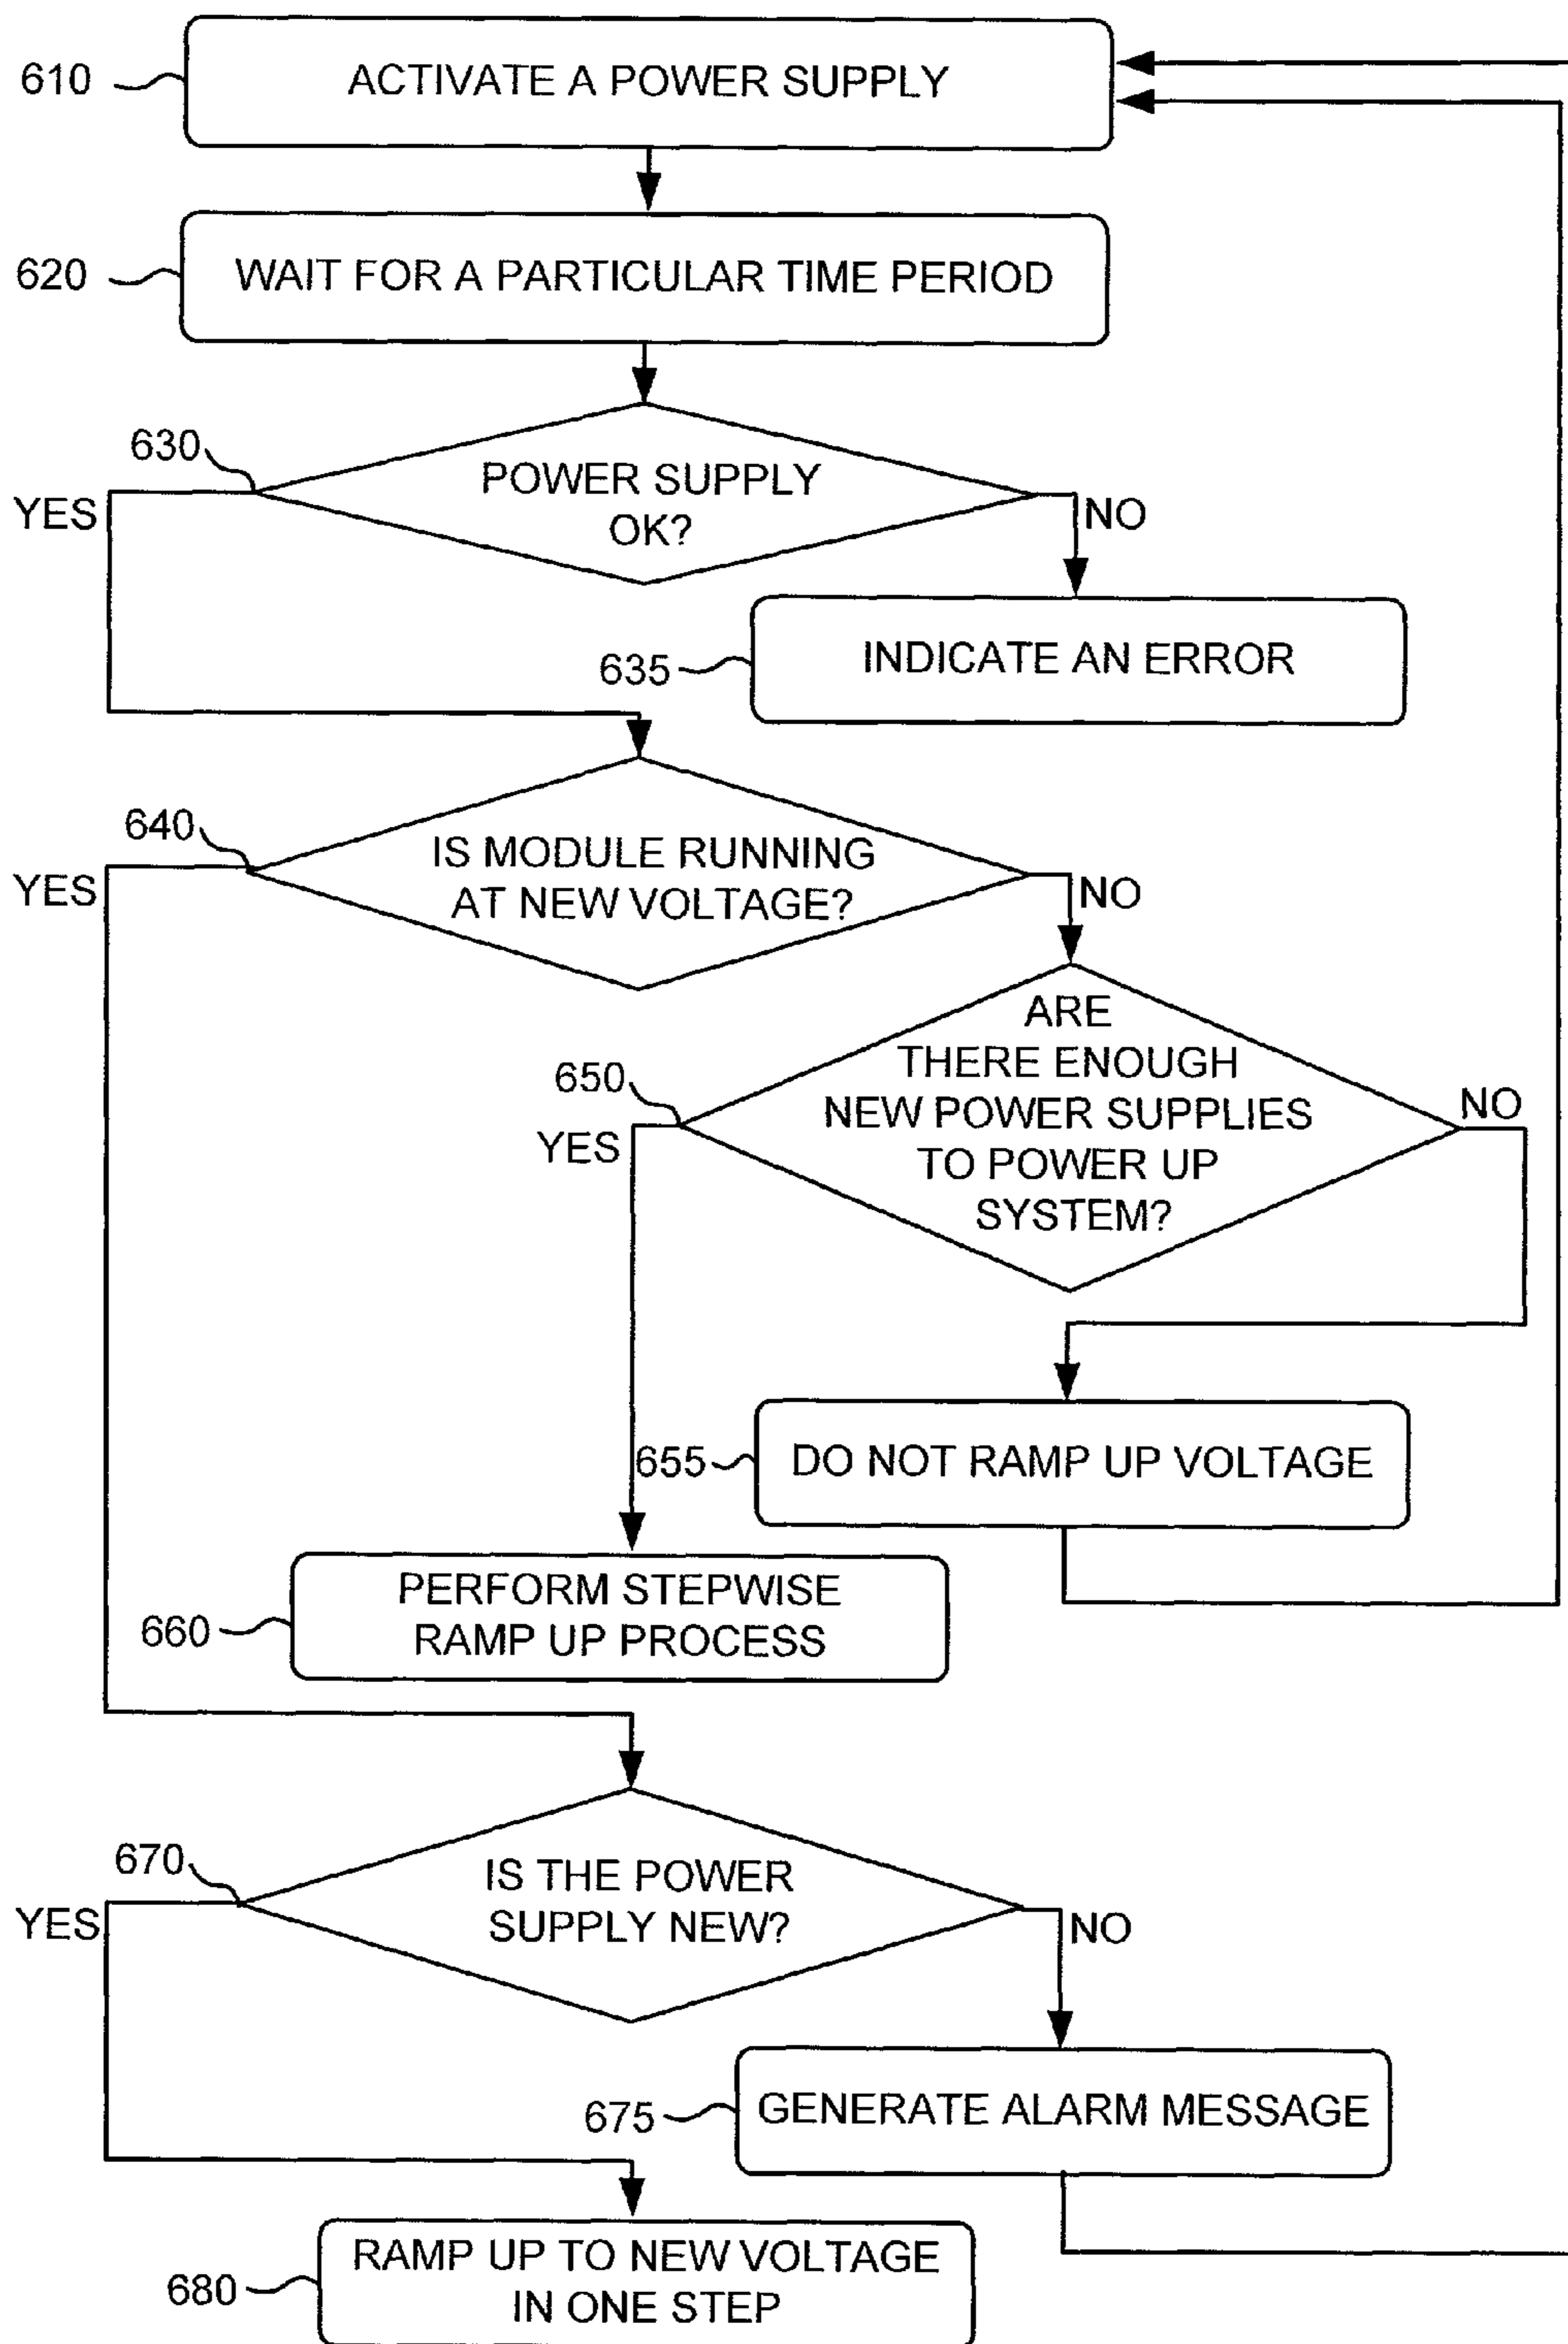 610
ACTIVATE A POWER SUPPLY
620
WAIT FOR A PARTICULAR TIME PERIOD
630
POWER SUPPLY
OK?
YES
NO
635
INDICATE AN ERROR
640
IS MODULE RUNNING
AT NEW VOLTAGE?
YES
NO
650
ARE
THERE ENOUGH
NEW POWER SUPPLIES
TO POWER UP
SYSTEM?
YES
NO
655
DO NOT RAMP UP VOLTAGE
660
PERFORM STEPWISE
RAMP UP PROCESS
670
IS THE POWER
SUPPLY NEW?
YES
NO
675
GENERATE ALARM MESSAGE
680
RAMP UP TO NEW VOLTAGE
IN ONE STEP